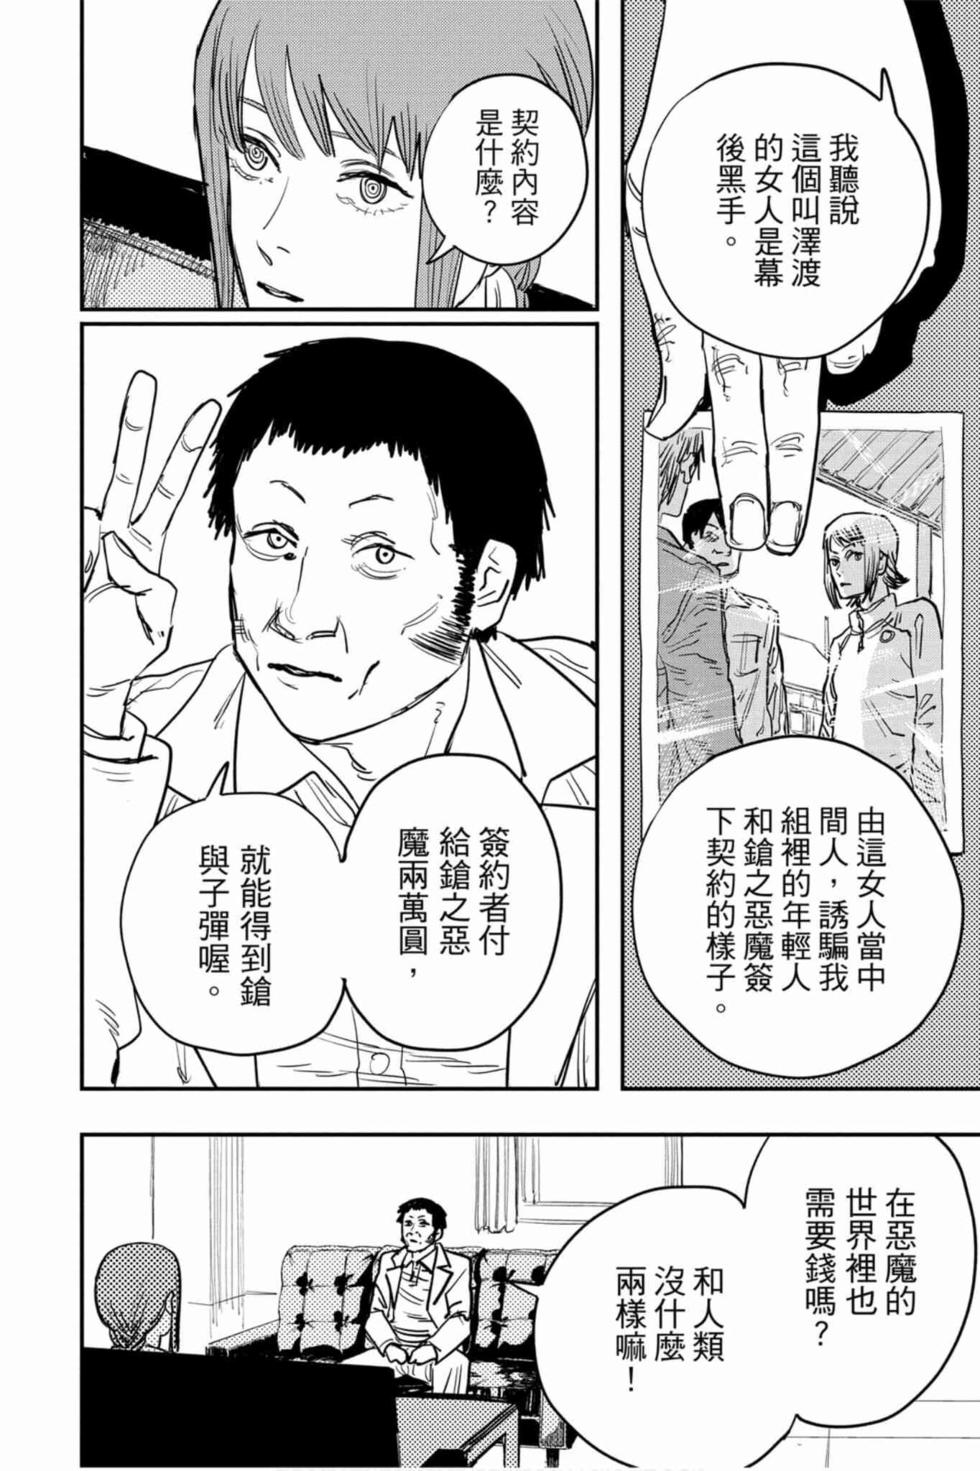 我聽說
這個叫澤渡
的女人是幕
後黑手。
由這女人當中
間人，誘騙我
組裡的年輕人
和鎗之惡魔簽
下契約的樣子。
契約內容
是什麼？
簽約者付
給鎗之惡
魔兩萬圓，
就能得到鎗
與子彈喔。
在惡魔的
世界裡也
需要錢嗎？
和人類
沒什麼
兩樣嘛！